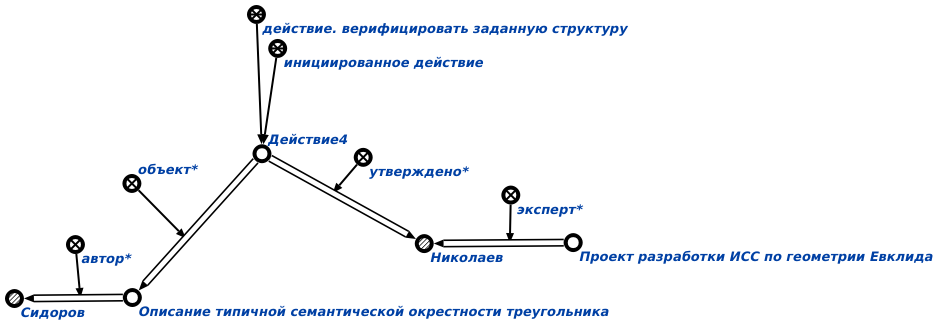 действие. верифицировать заданную структуру
инициированное действие
Действие4
объект*
утверждено*
эксперт*
автор*
Николаев
Проект разработки ИСС по геометрии Евклида
Сидоров
Описание типичной семантической окрестности треугольника